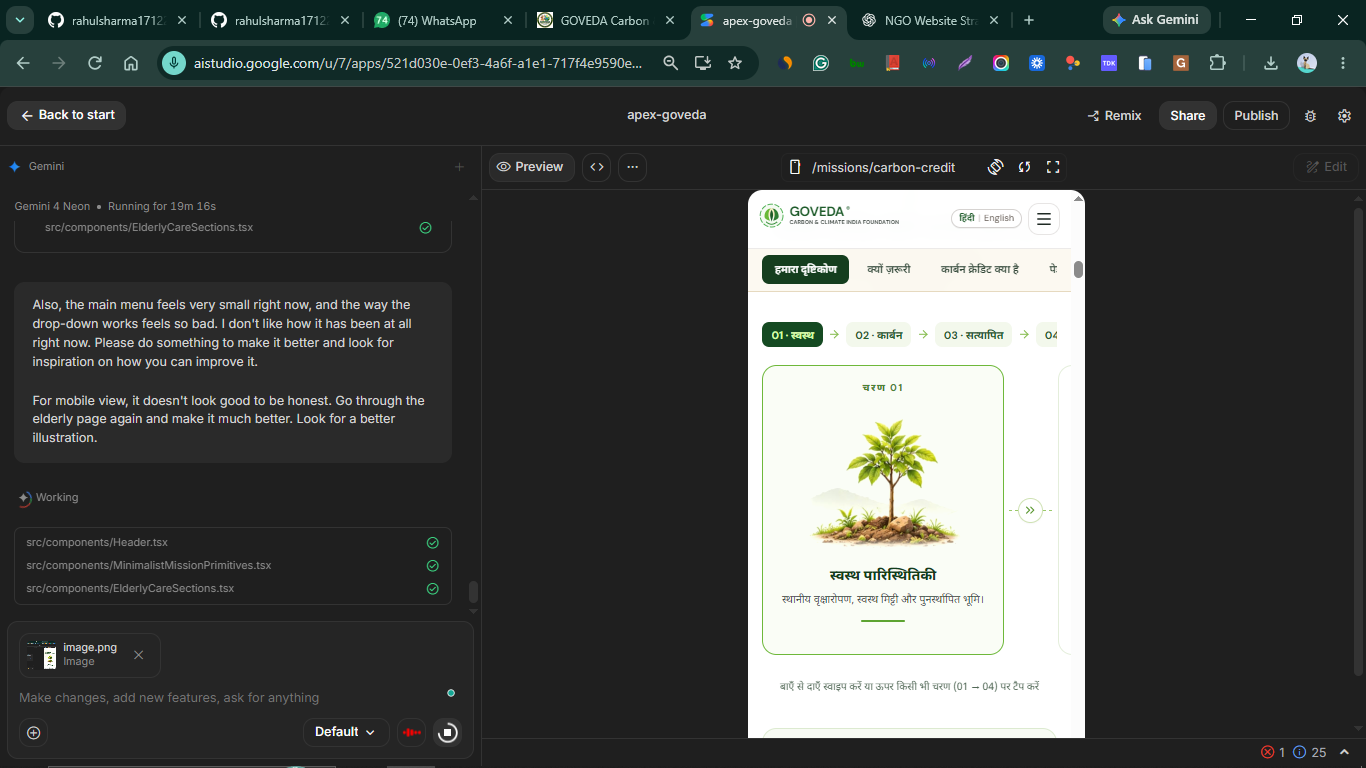 rahulsharma1712
rahulsharma1712
74
(74) WhatsApp
GOVEDA Carbon
apex-goveda
NGO Website Str
Ask Gemini
aistudio.google.com/u/7/apps/521d030e-0ef3-4a6f-a1e1-717f4e9590e...
TDK
G
Back to start
apex-goveda
Remix
Share
Publish
Gemini
Preview
/missions/carbon-credit
Edit
Gemini 4 Neon • Running for 19m 16s
src/components/ElderlyCareSections.tsx
Also, the main menu feels very small right now, and the way the
drop-down works feels so bad. I don't like how it has been at all
right now. Please do something to make it better and look for
inspiration on how you can improve it.
For mobile view, it doesn't look good to be honest. Go through the
elderly page again and make it much better. Look for a better
illustration.
Working
src/components/Header.tsx
src/components/MinimalistMissionPrimitives.tsx
src/components/ElderlyCareSections.tsx
image.png
Image
Make changes, add new features, ask for anything
Default
GOVEDA®
CARBON & CLIMATE INDIA FOUNDATION
हिंदी | English
हमारा दृष्टिकोण क्यों ज़रूरी कार्बन क्रेडिट क्या है
01 · स्वस्थ → 02 · कार्बन → 03 · सत्यापित → 04
चरण 01
स्वस्थ पारिस्थितिकी
स्थानीय वृक्षारोपण, स्वस्थ मिट्टी और पुनर्स्थापित भूमि।
बाएँ से दाएँ स्वाइप करें या ऊपर किसी भी चरण (01 → 04) पर टैप करें
1 25